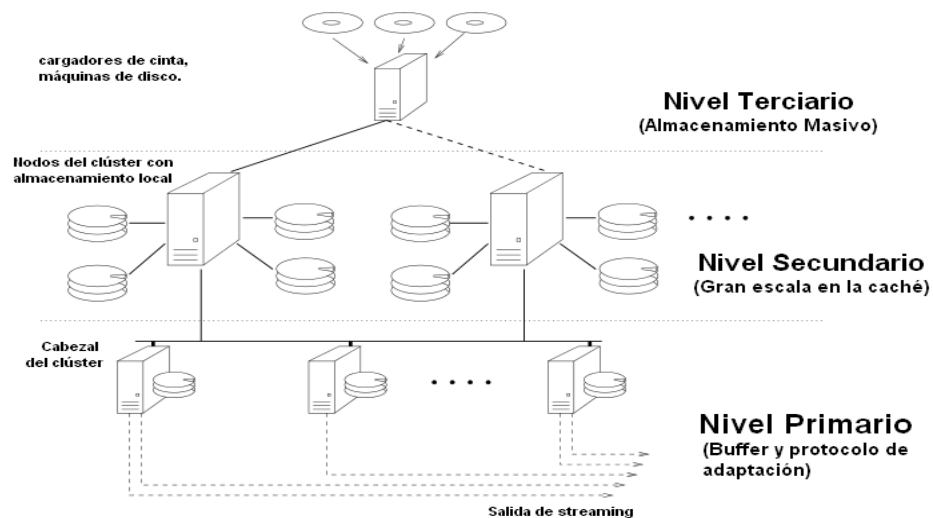 cargadores de cinta,
máquinas de disco.
Nivel Terciario
(Almacenamiento Masivo)
Nodos del clúster con
almacenamiento local
Nivel Secundario
(Gran escala en la caché)
Cabezal
del clúster
Nivel Primario
(Buffer y protocolo de
adaptación)
Salida de streaming